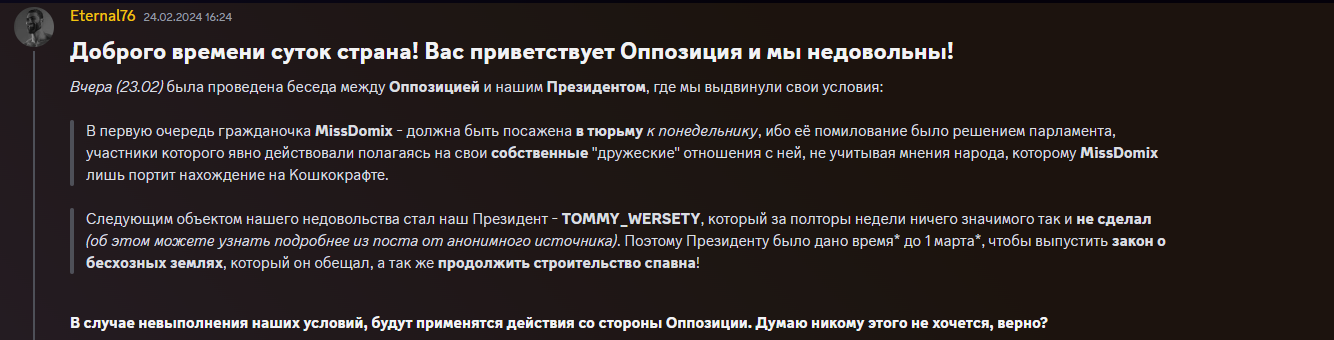 Eternal76 24.02.2024 16:24
Доброго времени суток страна! Вас приветствует Оппозиция и мы недовольны!
Вчера (23.02) была проведена беседа между Оппозицией и нашим Президентом, где мы выдвинули свои условия:
В первую очередь гражданочка MissDomix - должна быть посажена в тюрьму к понедельнику, ибо её помилование было решением парламента,
участники которого явно действовали полагаясь на свои собственные "дружеские" отношения с ней, не учитывая мнения народа, которому MissDomix
лишь портит нахождение на Кошкокрафте.
Следующим объектом нашего недовольства стал наш Президент - TOMMY_WERSETY, который за полторы недели ничего значимого так и не сделал
(об этом можете узнать подробнее из поста от анонимного источника). Поэтому Президенту было дано время* до 1 марта*, чтобы выпустить закон о
бесхозных землях, который он обещал, а так же продолжить строительство спавна!
В случае невыполнения наших условий, будут применятся действия со стороны Оппозиции. Думаю никому этого не хочется, верно?